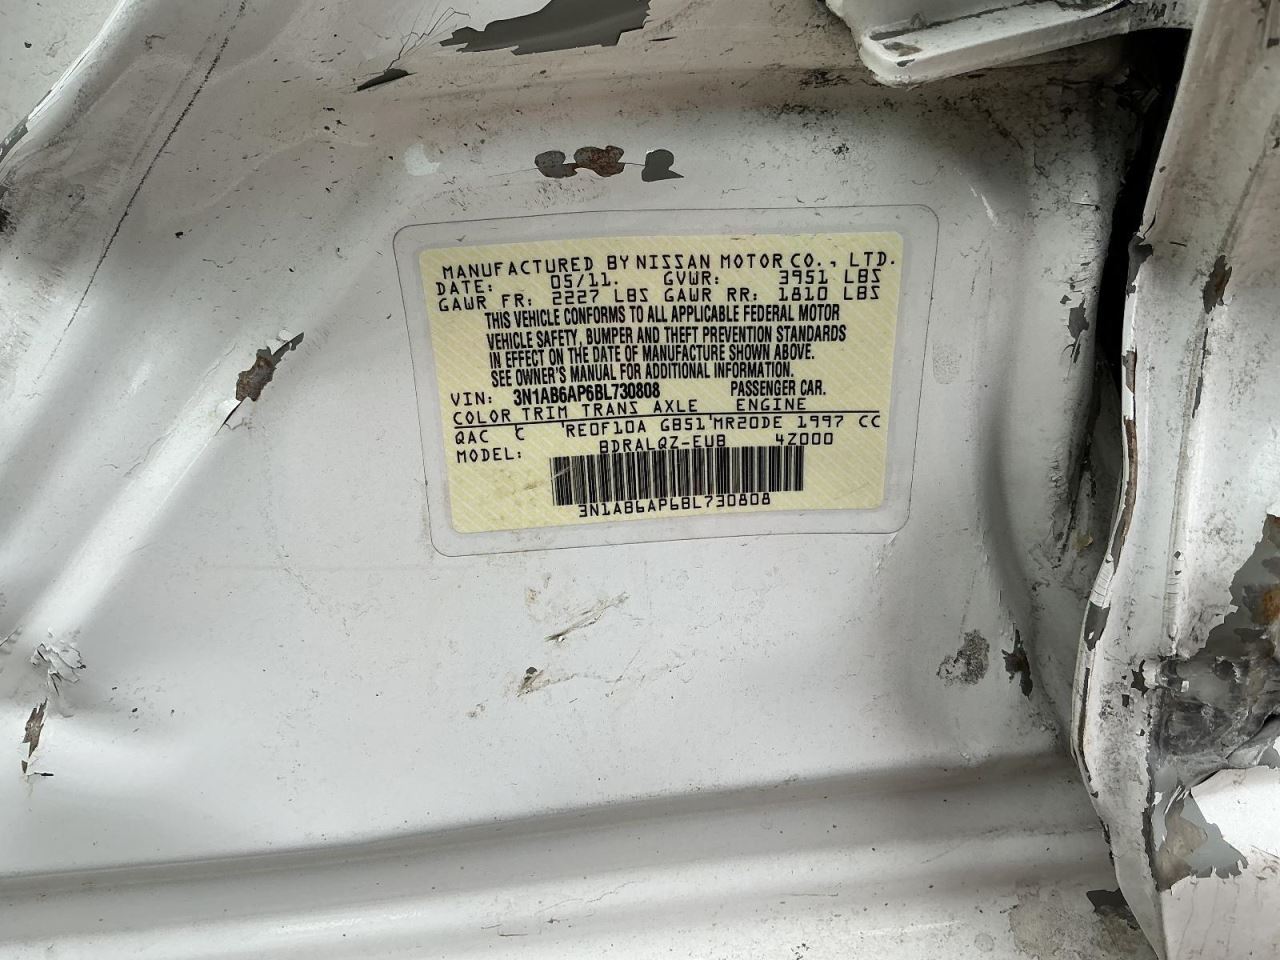 MANUFACTURED BY NISSAN MOTOR CO., LTD.
DATE: 05/11. GVWR: 3951 LBS
GAWR FR: 2227 LBS GAWR RR: 1810 LBS
THIS VEHICLE CONFORMS TO ALL APPLICABLE FEDERAL MOTOR
VEHICLE SAFETY, BUMPER AND THEFT PREVENTION STANDARDS
IN EFFECT ON THE DATE OF MANUFACTURE SHOWN ABOVE.
SEE OWNER'S MANUAL FOR ADDITIONAL INFORMATION.
VIN: 3N1AB6AP6BL730808 PASSENGER CAR.
COLOR TRIM TRANS AXLE ENGINE
QAC C 'RE0F10A GB51'MR20DE 1997 CC
MODEL: BDRALQZ-EUB 4Z000
3N1AB6AP6BL730808